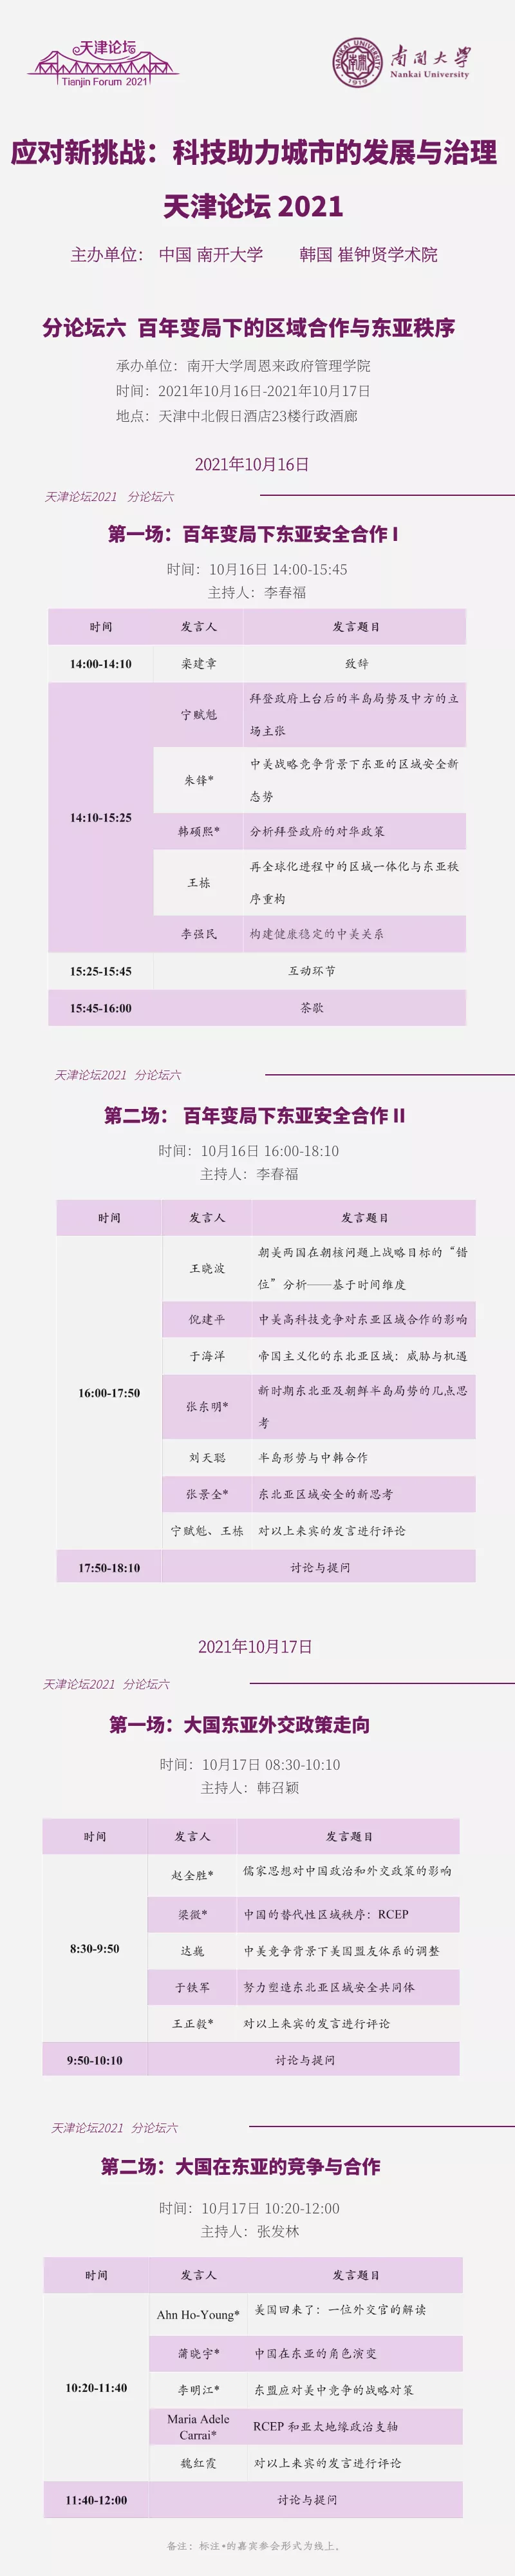 天津论坛
Tianjin Forum 2021
NANKAI UNIVERSITY
1919
南开大学
Nankai University
应对新挑战：科技助力城市的发展与治理
天津论坛 2021
主办单位： 中国 南开大学 韩国 崔钟贤学术院
分论坛六 百年变局下的区域合作与东亚秩序
承办单位：南开大学周恩来政府管理学院
时间：2021年10月16日-2021年10月17日
地点：天津中北假日酒店23楼行政酒廊
2021年10月16日
天津论坛2021 分论坛六
第一场：百年变局下东亚安全合作 I
时间：10月16日 14:00-15:45
主持人：李春福
时间 发言人 发言题目
14:00-14:10 栾建章 致辞
14:10-15:25
宁赋魁 拜登政府上台后的半岛局势及中方的立
场主张
朱锋* 中美战略竞争背景下东亚的区域安全新
态势
韩硕熙* 分析拜登政府的对华政策
王栋 再全球化进程中的区域一体化与东亚秩
序重构
李强民 构建健康稳定的中美关系
15:25-15:45 互动环节
15:45-16:00 茶歇
天津论坛2021 分论坛六
第二场： 百年变局下东亚安全合作 II
时间：10月16日 16:00-18:10
主持人：李春福
时间 发言人 发言题目
16:00-17:50
王晓波 朝美两国在朝核问题上战略目标的“错
位”分析——基于时间维度
倪建平 中美高科技竞争对东亚区域合作的影响
于海洋 帝国主义化的东北亚区域：威胁与机遇
张东明* 新时期东北亚及朝鲜半岛局势的几点思
考
刘天聪 半岛形势与中韩合作
张景全* 东北亚区域安全的新思考
宁赋魁、王栋 对以上来宾的发言进行评论
17:50-18:10 讨论与提问
2021年10月17日
天津论坛2021 分论坛六
第一场：大国东亚外交政策走向
时间：10月17日 08:30-10:10
主持人：韩召颖
时间 发言人 发言题目
8:30-9:50
赵全胜* 儒家思想对中国政治和外交政策的影响
梁微* 中国的替代性区域秩序：RCEP
达巍 中美竞争背景下美国盟友体系的调整
于铁军 努力塑造东北亚区域安全共同体
王正毅* 对以上来宾的发言进行评论
9:50-10:10 讨论与提问
天津论坛2021 分论坛六
第二场：大国在东亚的竞争与合作
时间：10月17日 10:20-12:00
主持人：张发林
时间 发言人 发言题目
10:20-11:40
Ahn Ho-Young* 美国回来了：一位外交官的解读
蒲晓宇* 中国在东亚的角色演变
李明江* 东盟应对美中竞争的战略对策
Maria Adele
Carrai* RCEP 和亚太地缘政治支轴
魏红霞 对以上来宾的发言进行评论
11:40-12:00 讨论与提问
备注：标注*的嘉宾参会形式为线上。